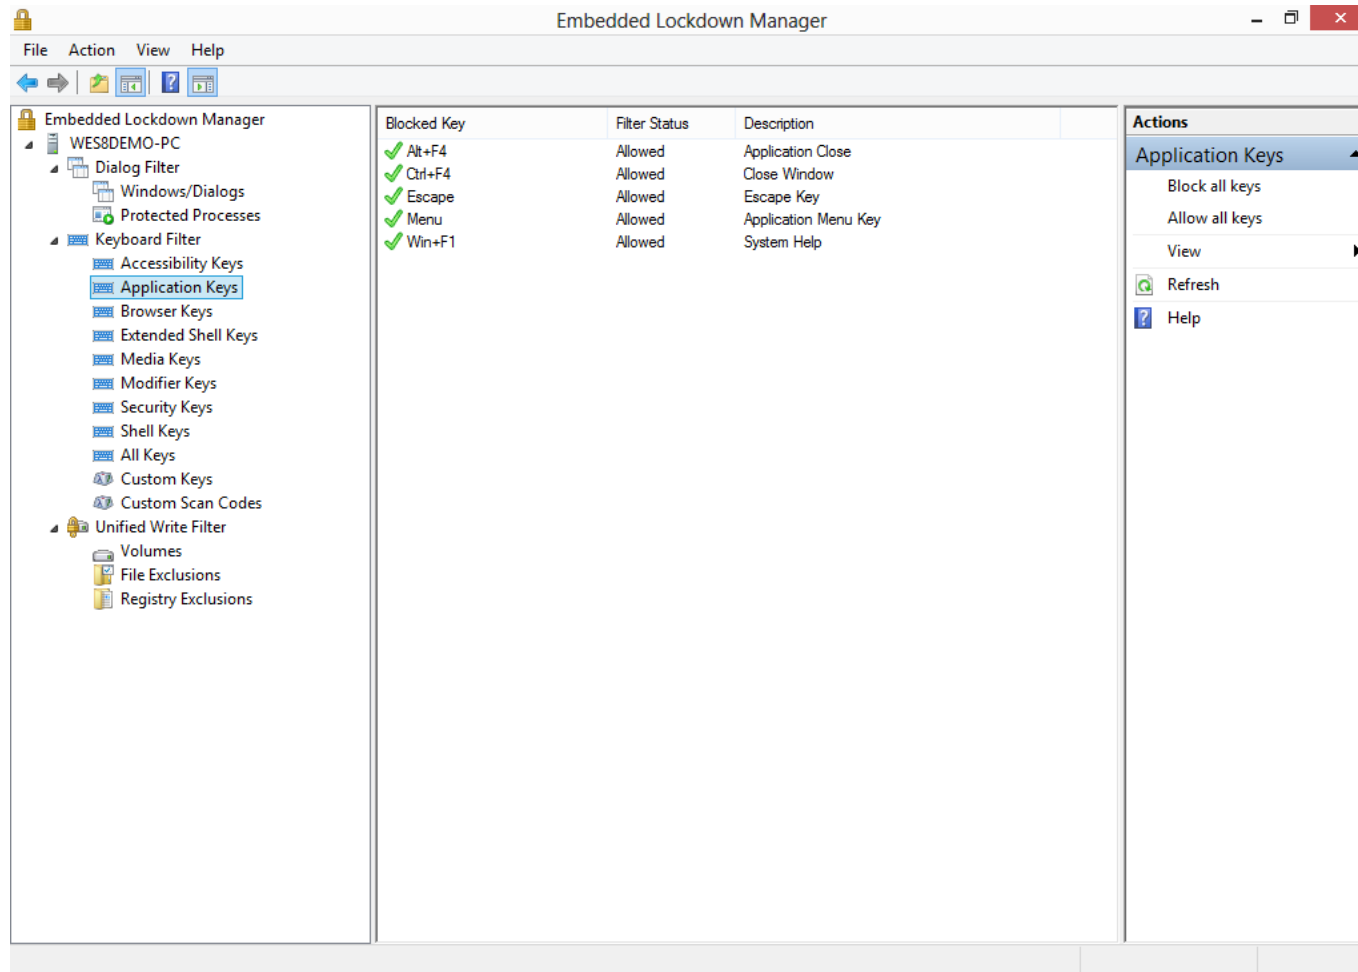 Embedded Lockdown Manager
File Action View Help
Embedded Lockdown Manager
WES8DEMO-PC
Dialog Filter
Windows/Dialogs
Protected Processes
Keyboard Filter
Accessibility Keys
Application Keys
Browser Keys
Extended Shell Keys
Media Keys
Modifier Keys
Security Keys
Shell Keys
All Keys
Custom Keys
Custom Scan Codes
Unified Write Filter
Volumes
File Exclusions
Registry Exclusions
Blocked Key Filter Status Description
Alt+F4 Allowed Application Close
Ctrl+F4 Allowed Close Window
Escape Allowed Escape Key
Menu Allowed Application Menu Key
Win+F1 Allowed System Help
Actions
Application Keys
Block all keys
Allow all keys
View
Refresh
Help